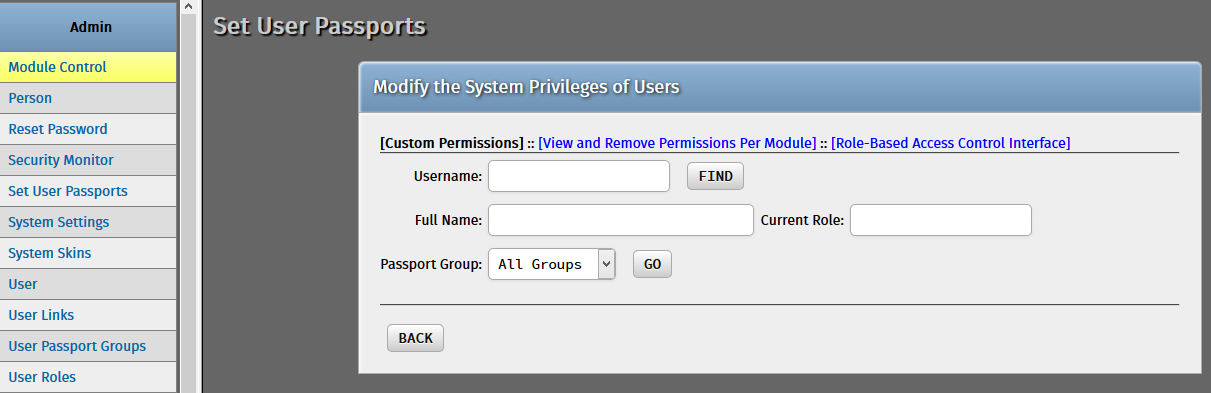 Admin
Module Control
Person
Reset Password
Security Monitor
Set User Passports
System Settings
System Skins
User
User Links
User Passport Groups
User Roles
Set User Passports
Modify the System Privileges of Users
[Custom Permissions] :: [View and Remove Permissions Per Module] :: [Role-Based Access Control Interface]
Username: FIND
Full Name: Current Role:
Passport Group: All Groups GO
BACK